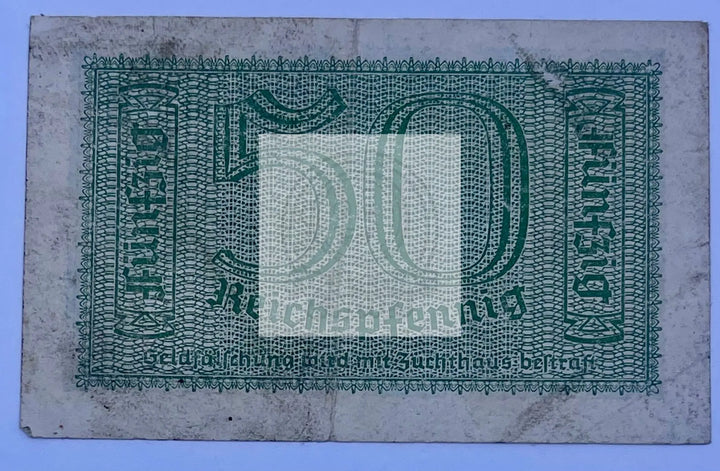 Fünfzig
50
Fünfzig
Reichspfennig
Geldfälschung wird mit Zuchthaus bestraft